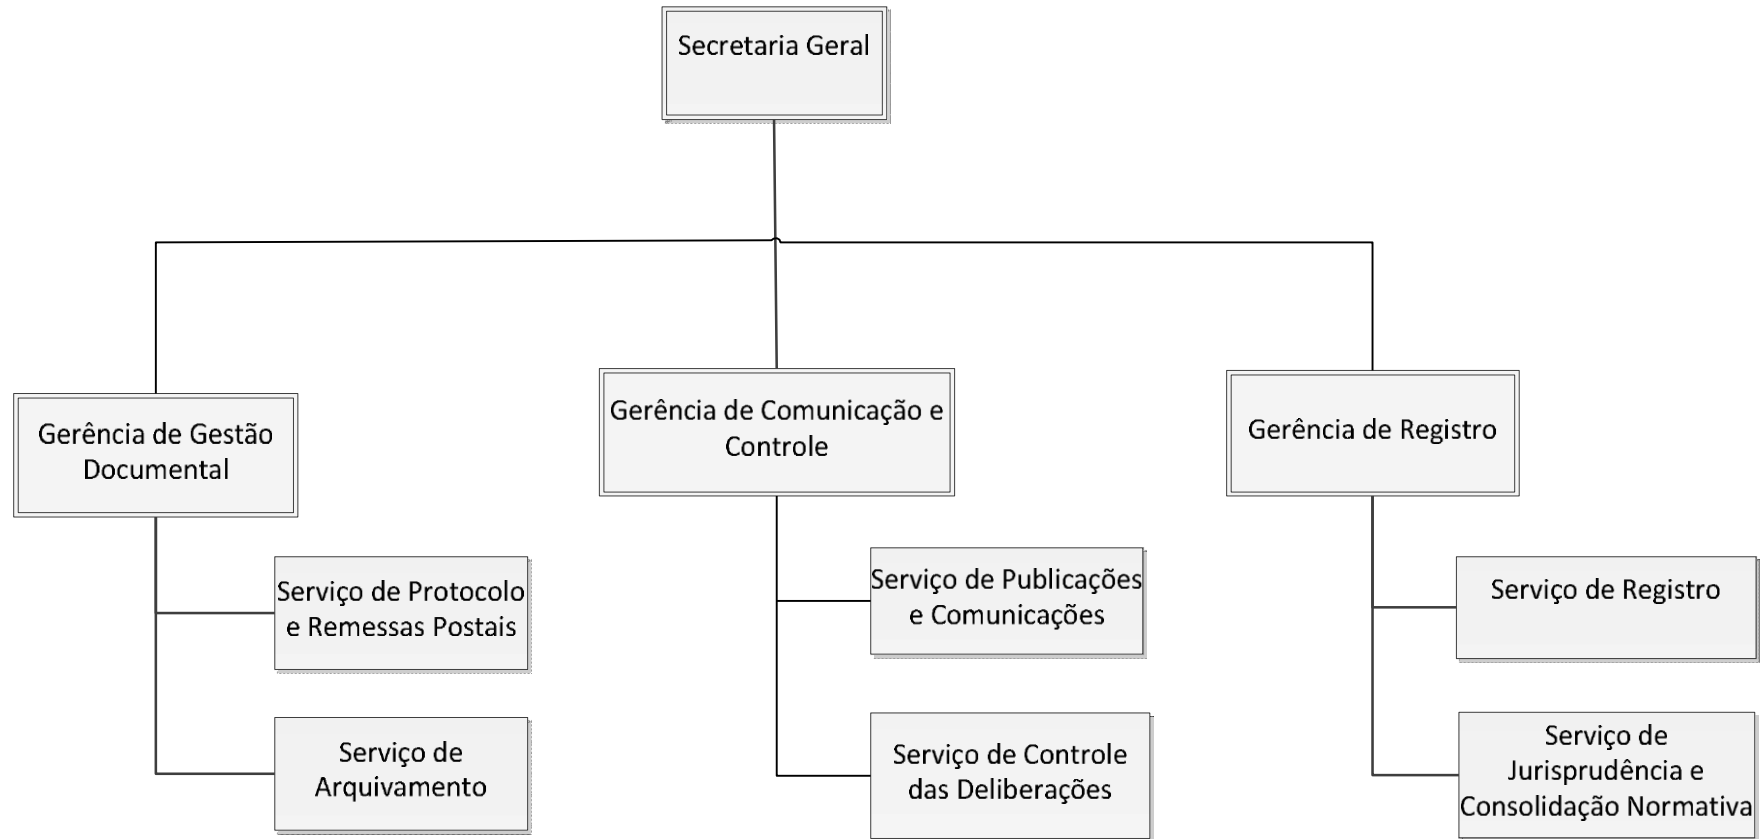 Secretaria Geral
Gerência de Gestão
Documental
Gerência de Comunicação e
Controle
Gerência de Registro
Serviço de Protocolo
e Remessas Postais
Serviço de Publicações
e Comunicações
Serviço de Registro
Serviço de
Arquivamento
Serviço de Controle
das Deliberações
Serviço de
Jurisprudência e
Consolidação Normativa